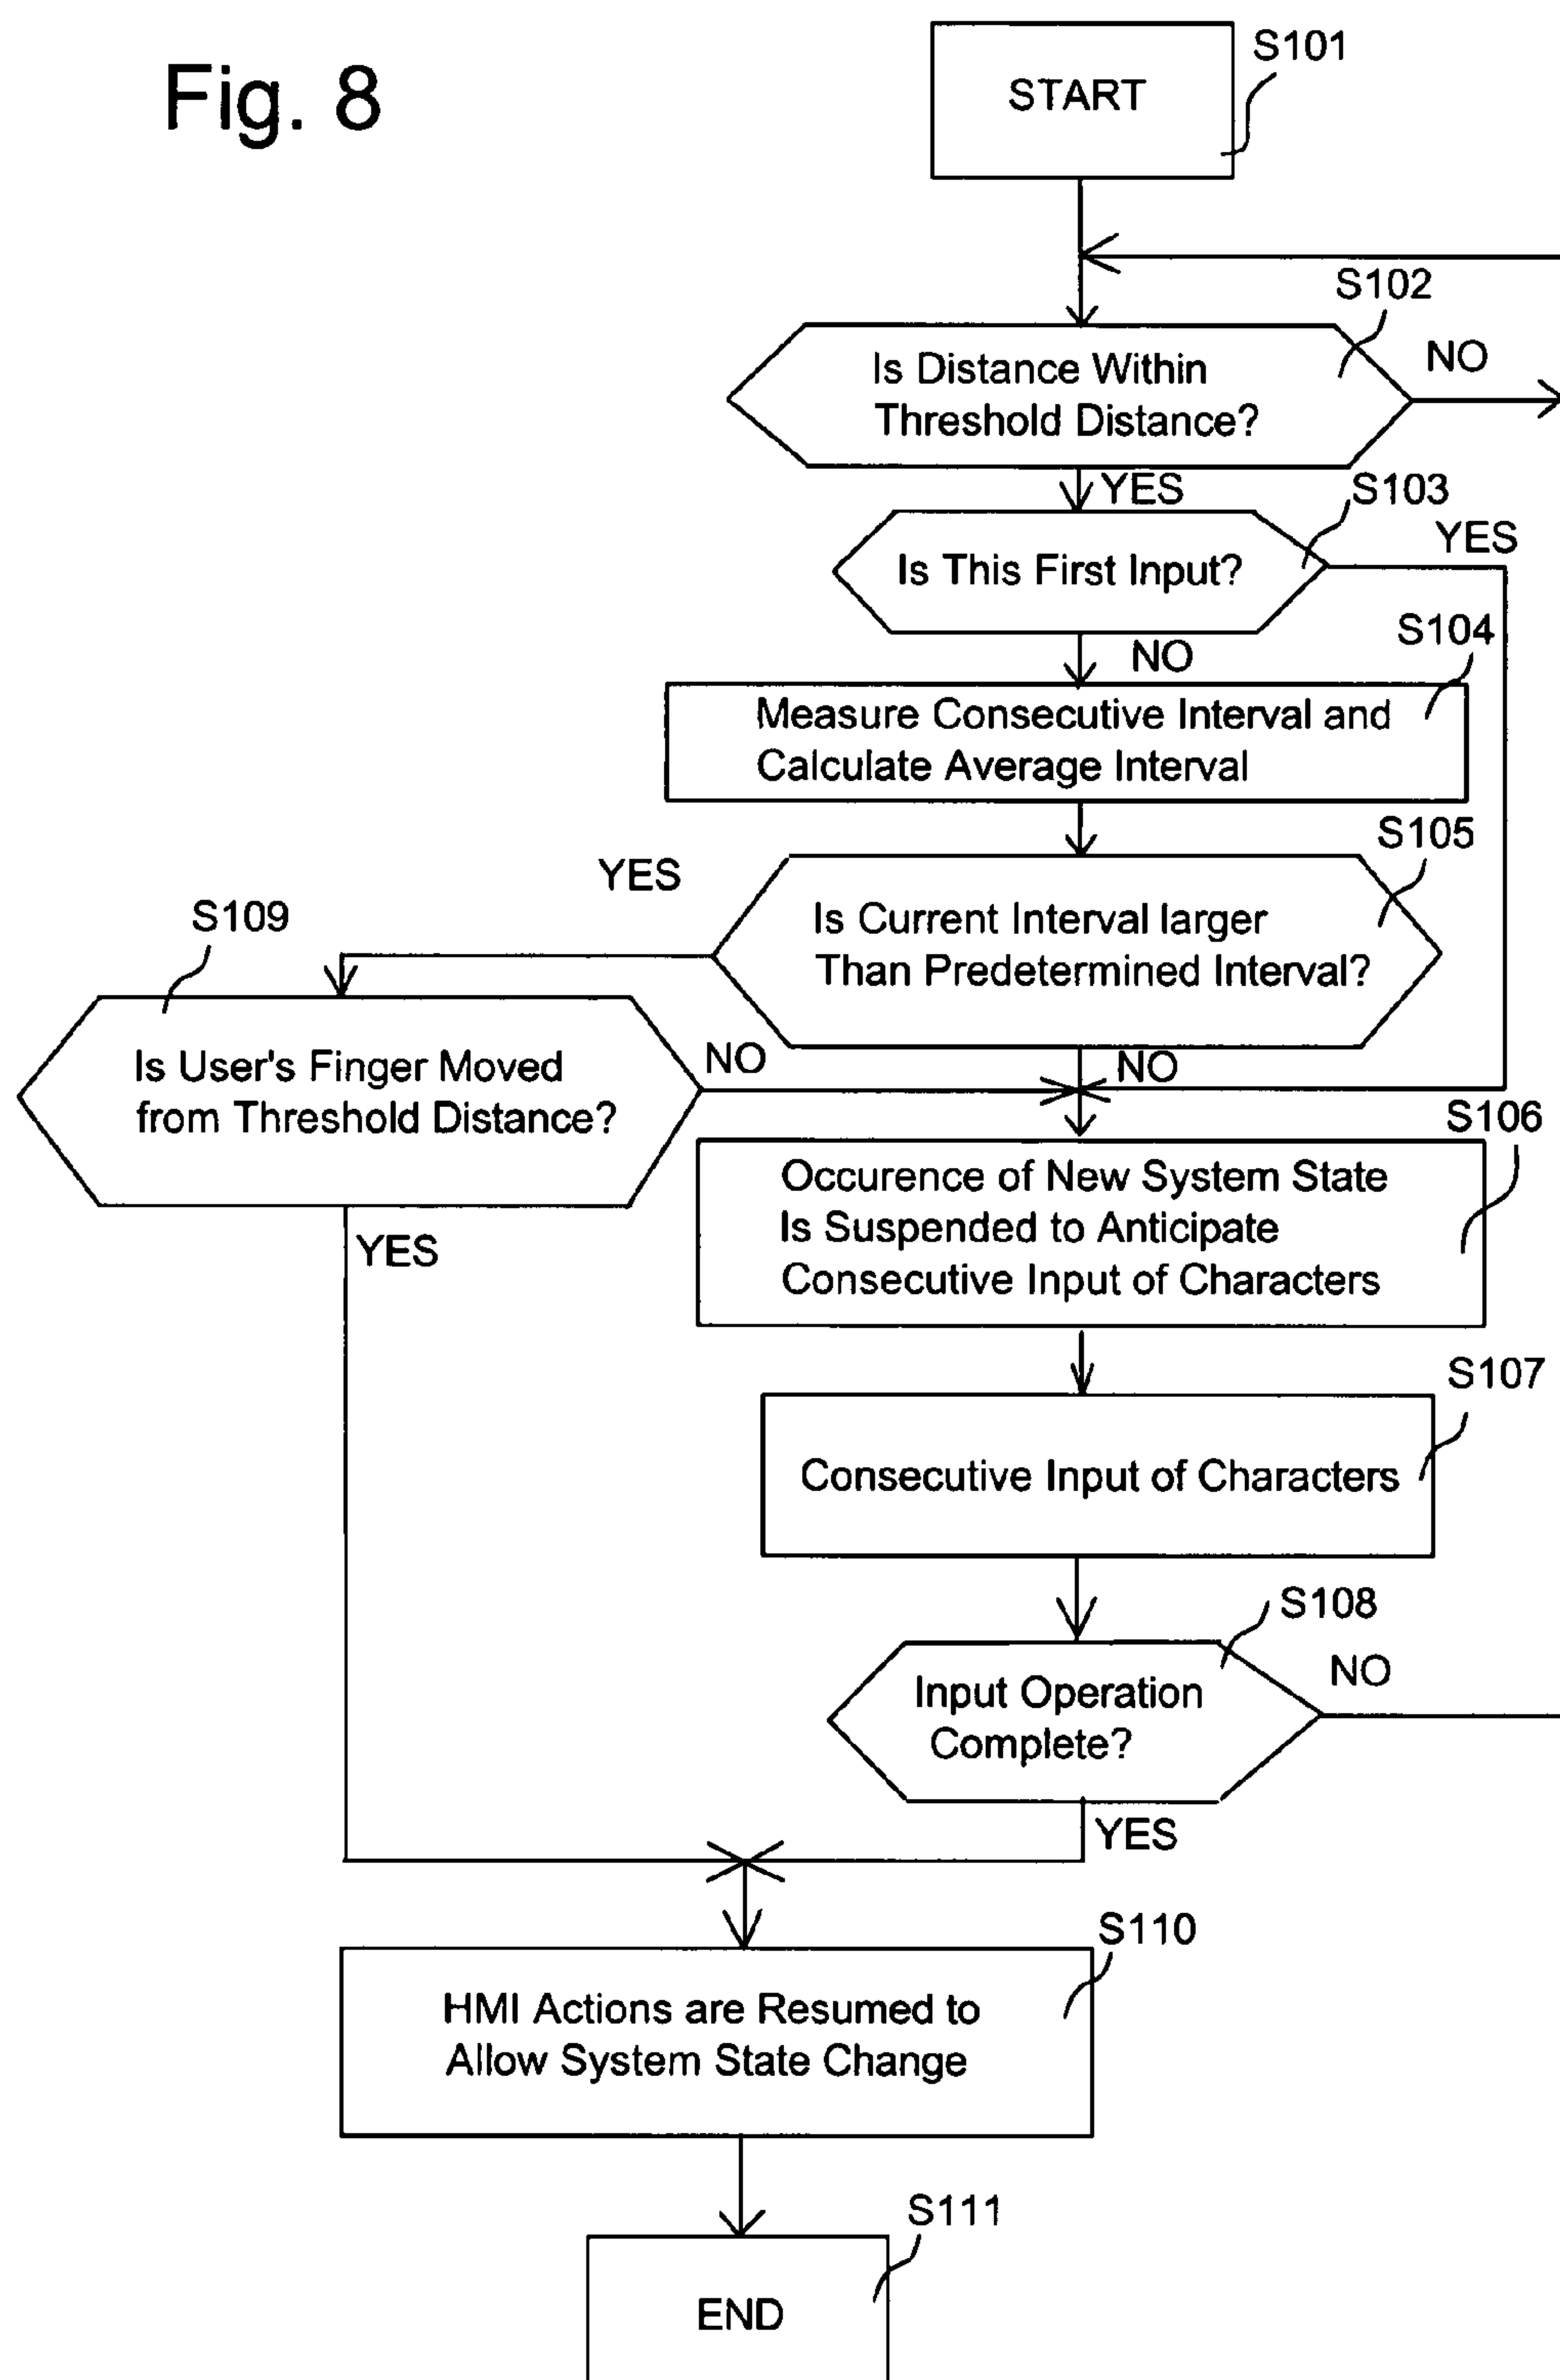 Fig. 8
S101
START
S102
Is Distance Within
Threshold Distance?
NO
YES
S103
YES
Is This First Input?
NO
S104
Measure Consecutive Interval and
Calculate Average Interval
S105
YES
Is Current Interval larger
Than Predetermined Interval?
S109
Is User's Finger Moved
from Threshold Distance?
NO
NO
S106
Occurence of New System State
Is Suspended to Anticipate
Consecutive Input of Characters
YES
S107
Consecutive Input of Characters
S108
Input Operation
Complete?
NO
YES
S110
HMI Actions are Resumed to
Allow System State Change
S111
END